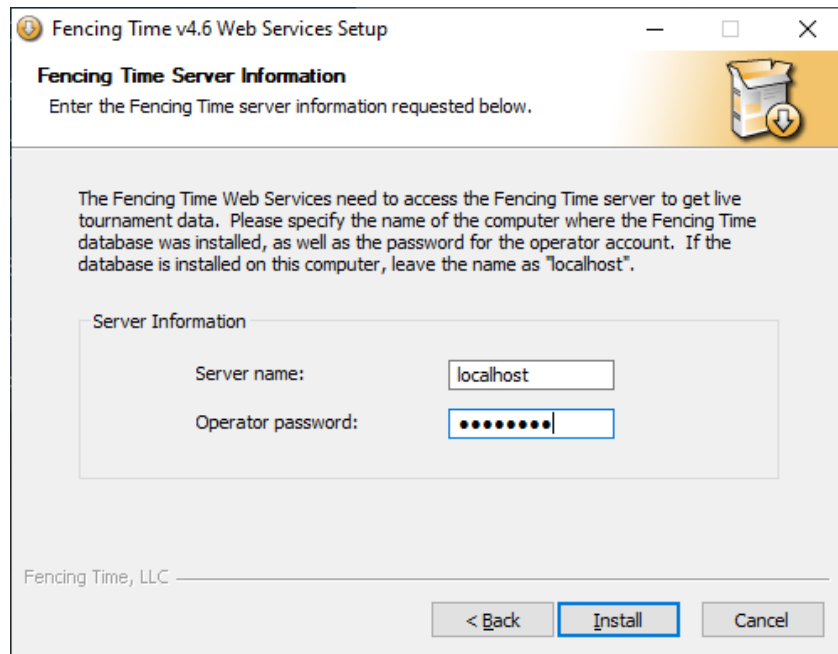 Fencing Time v4.6 Web Services Setup
Fencing Time Server Information
Enter the Fencing Time server information requested below.
The Fencing Time Web Services need to access the Fencing Time server to get live
tournament data.  Please specify the name of the computer where the Fencing Time
database was installed, as well as the password for the operator account.  If the
database is installed on this computer, leave the name as "localhost".
Server Information
Server name:
localhost
Operator password:
●●●●●●●●
Fencing Time, LLC
< Back
Install
Cancel